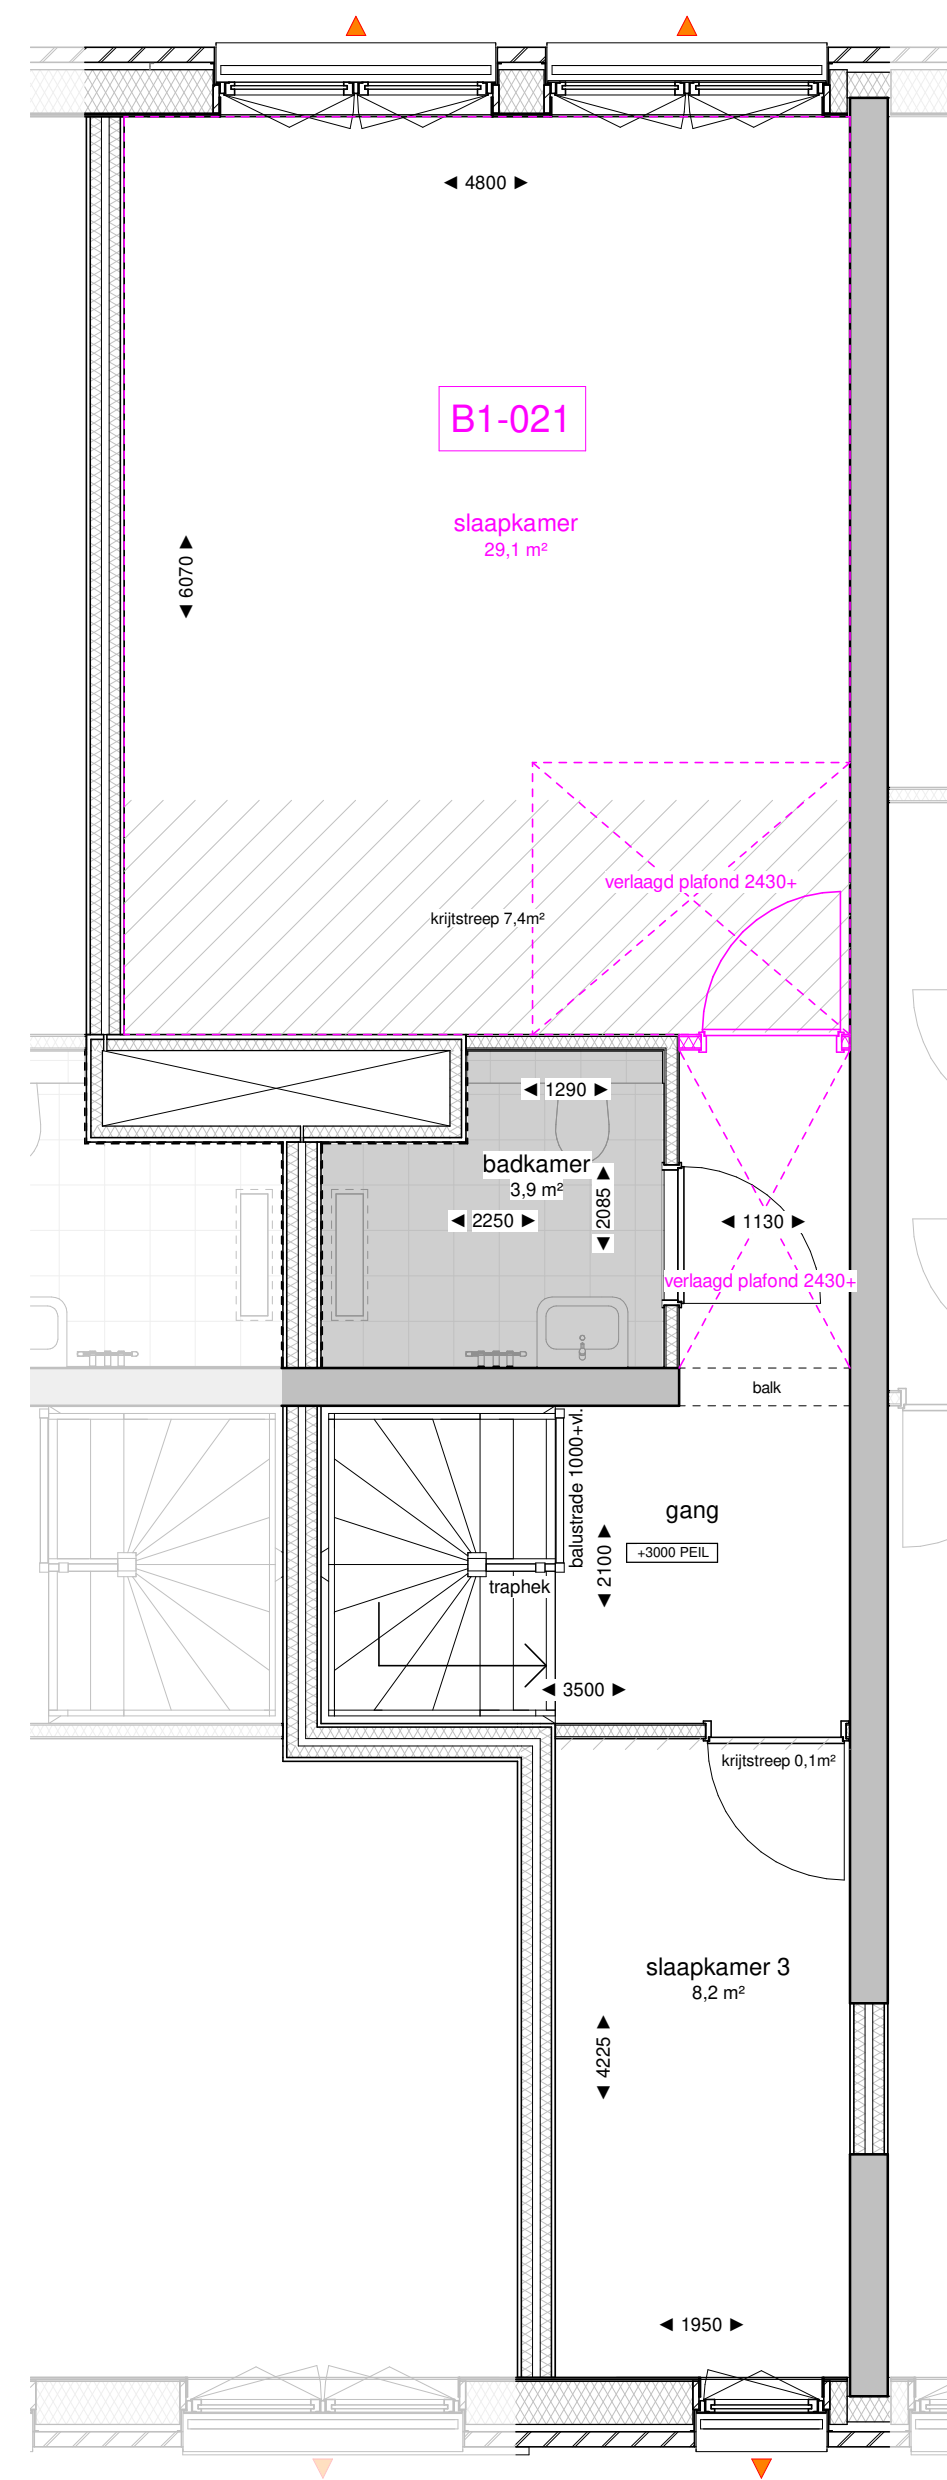 4800
B1-021
slaapkamer
29,1 m²
6070
verlaagd plafond 2430+
krijtstreep 7,4m²
1290
badkamer
3,9 m²
2085
2250
1130
verlaagd plafond 2430+
balk
balustrade 1000+vl.
gang
+3000 PEIL
2100
traphek
3500
krijtstreep 0,1m²
slaapkamer 3
8,2 m²
4225
1950